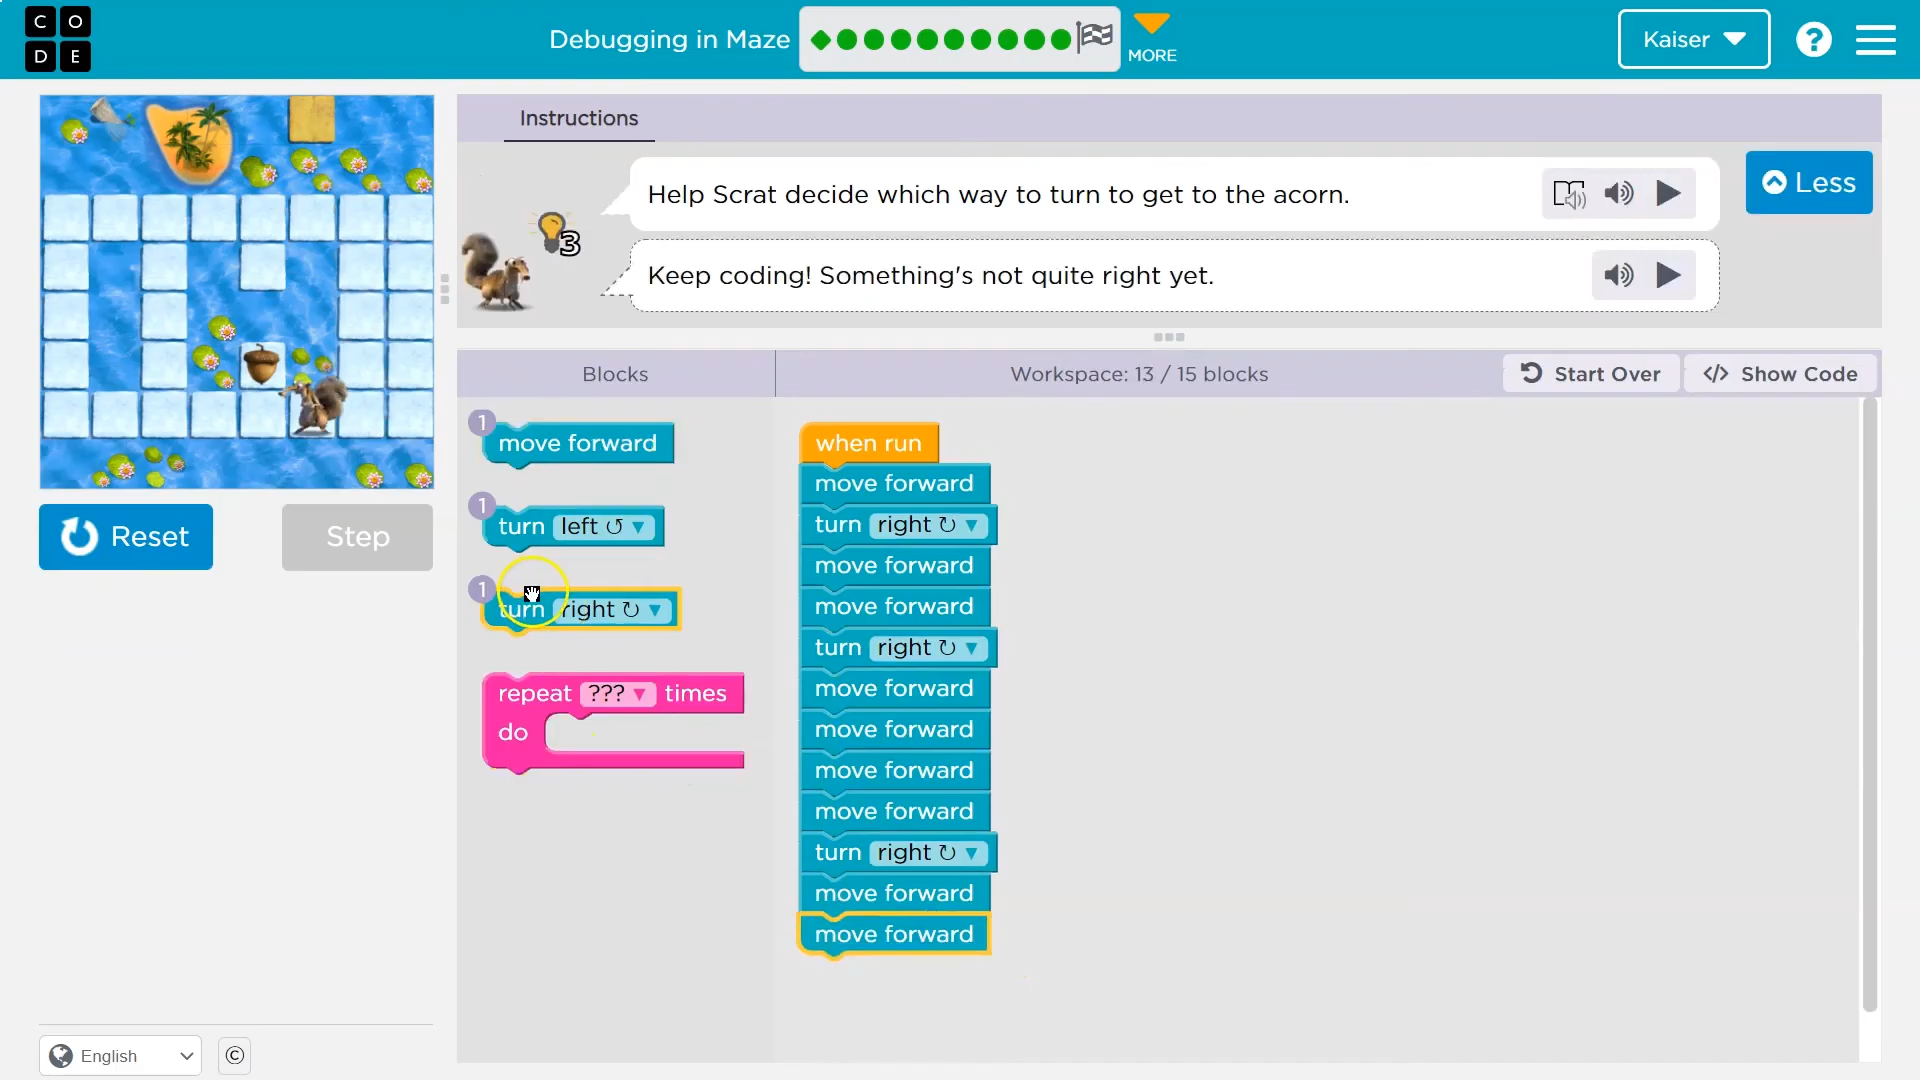 C O
D E
Debugging in Maze
MORE
Kaiser
?
Instructions
Help Scrat decide which way to turn to get to the acorn.
3
Keep coding! Something's not quite right yet.
Less
Blocks
Workspace: 13 / 15 blocks
Start Over
</> Show Code
1
move forward
1
turn left ↺ ▼
1
turn right ↻ ▼
repeat ??? ▼ times
do
when run
move forward
turn right ↻ ▼
move forward
move forward
turn right ↻ ▼
move forward
move forward
move forward
move forward
turn right ↻ ▼
move forward
move forward
Reset
Step
English
©